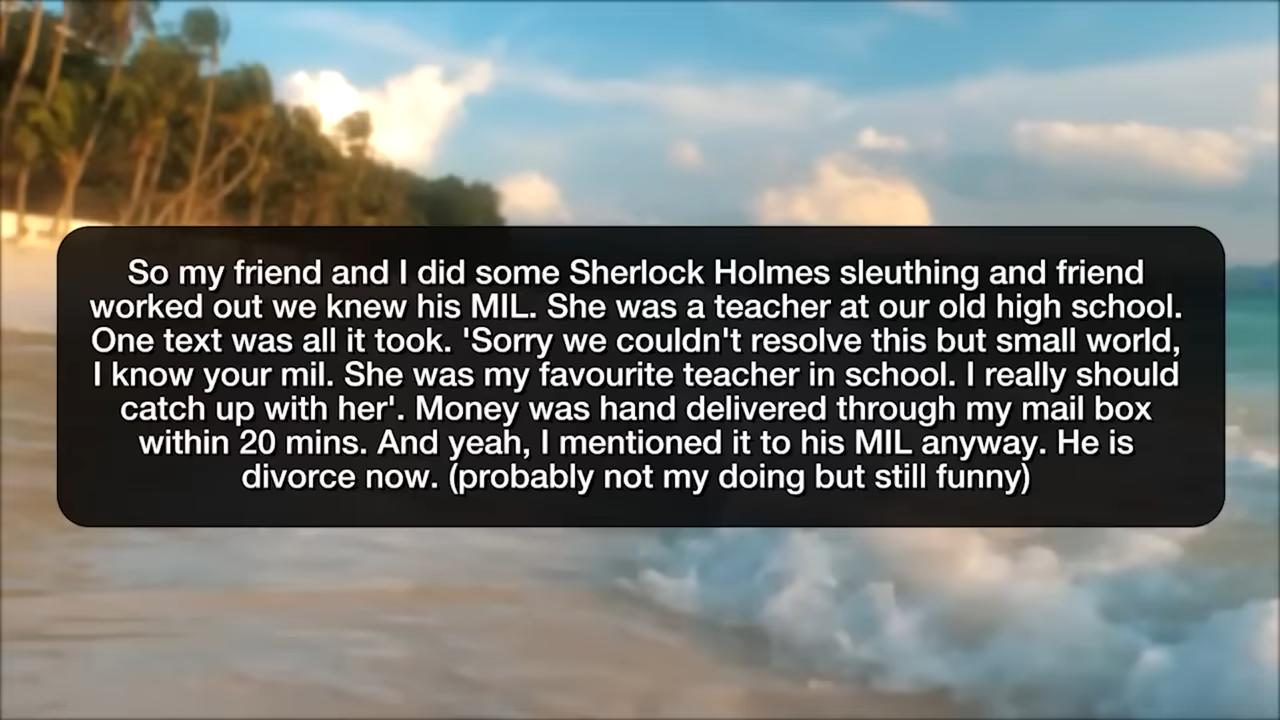 So my friend and I did some Sherlock Holmes sleuthing and friend
worked out we knew his MIL. She was a teacher at our old high school.
One text was all it took. 'Sorry we couldn't resolve this but small world,
I know your mil. She was my favourite teacher in school. I really should
catch up with her'. Money was hand delivered through my mail box
within 20 mins. And yeah, I mentioned it to his MIL anyway. He is
divorce now. (probably not my doing but still funny)